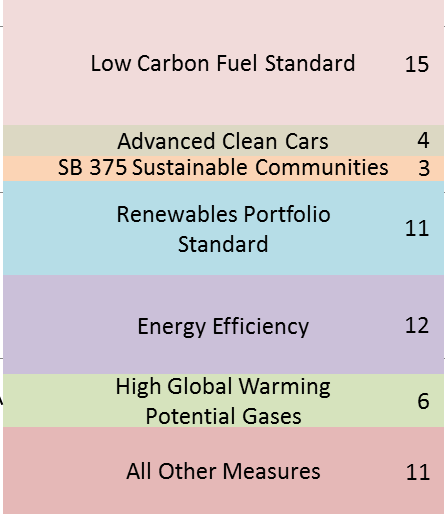 Low Carbon Fuel Standard 15
Advanced Clean Cars 4
SB 375 Sustainable Communities 3
Renewables Portfolio
Standard 11
Energy Efficiency 12
High Global Warming
Potential Gases 6
All Other Measures 11